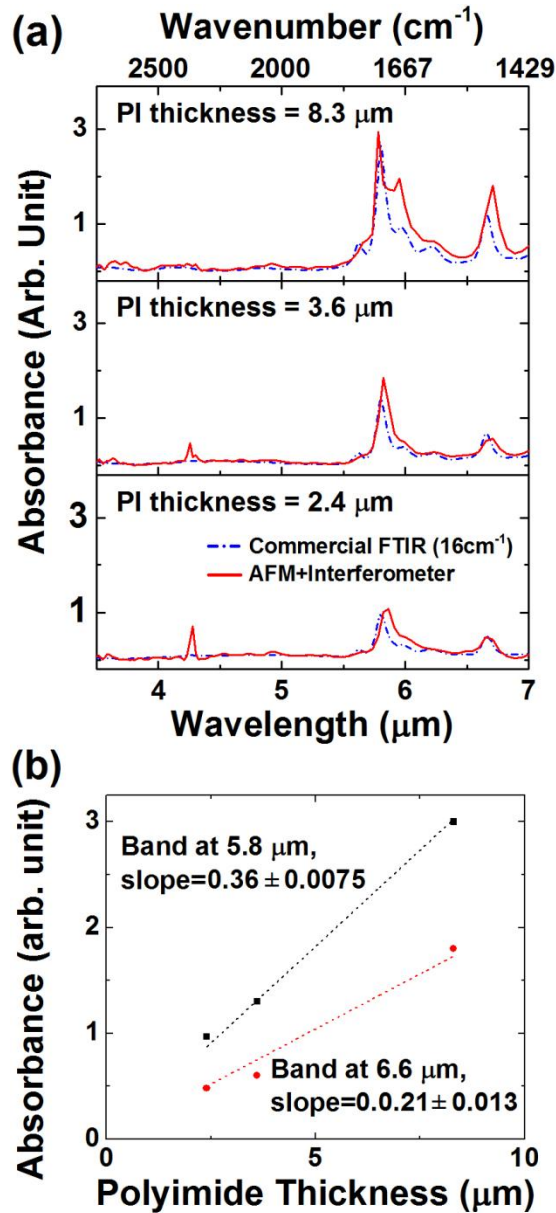 (a)
Wavenumber (cm⁻¹)
2500 2000 1667 1429
PI thickness = 8.3 μm
3
1
PI thickness = 3.6 μm
3
1
PI thickness = 2.4 μm
3
1
Commercial FTIR (16cm⁻¹)
AFM+Interferometer
Absorbance (Arb. Unit)
4 5 6 7
Wavelength (μm)
(b)
3
2
1
0
Band at 5.8 μm,
slope=0.36 ± 0.0075
Band at 6.6 μm,
slope=0.0.21 ± 0.013
Absorbance (arb. unit)
0 5 10
Polyimide Thickness (μm)